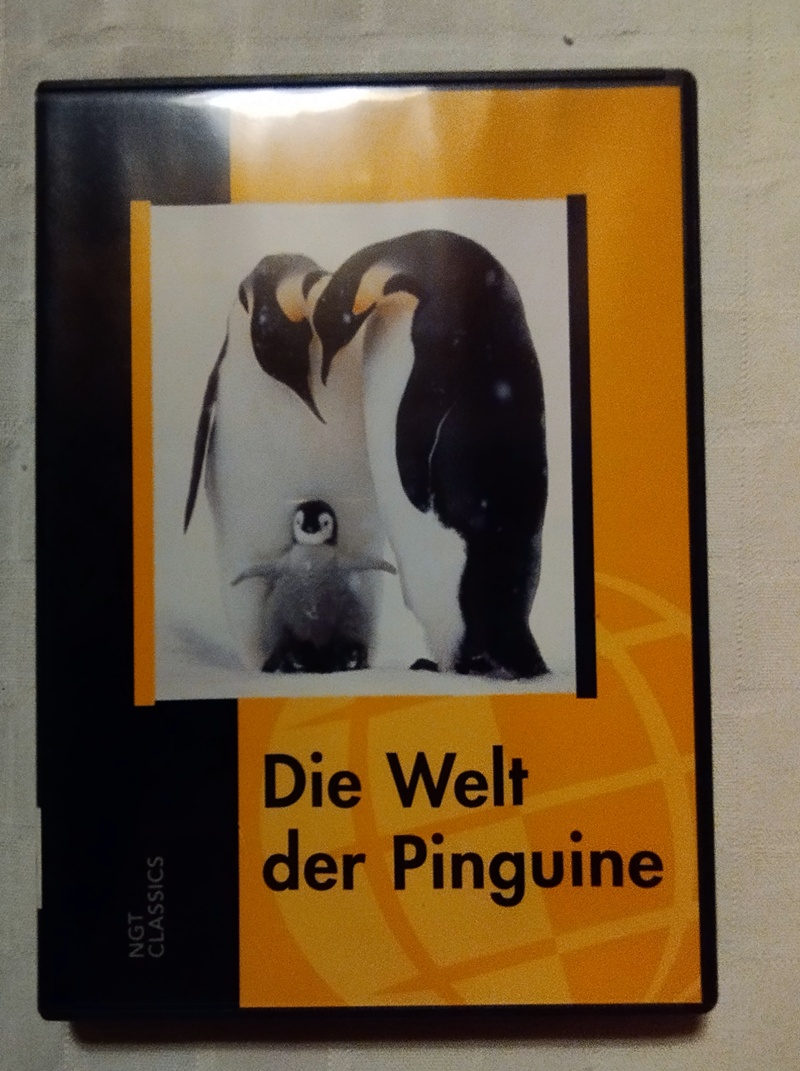 Die Welt
der Pinguine
NGT
CLASSICS